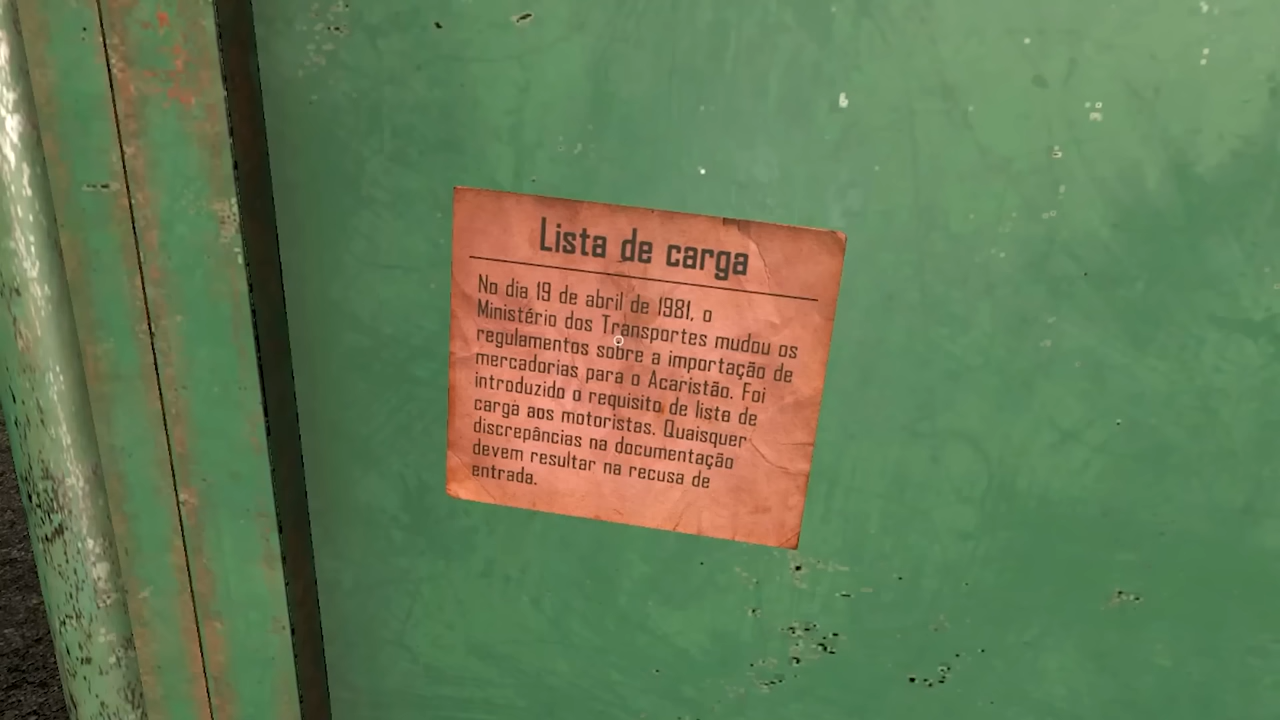 Lista de carga
No dia 19 de abril de 1981, o
Ministério dos Transportes mudou os
regulamentos sobre a importação de
mercadorias para o Acaristão. Foi
introduzido o requisito de lista de
carga aos motoristas. Quaisquer
discrepâncias na documentação
devem resultar na recusa de
entrada.